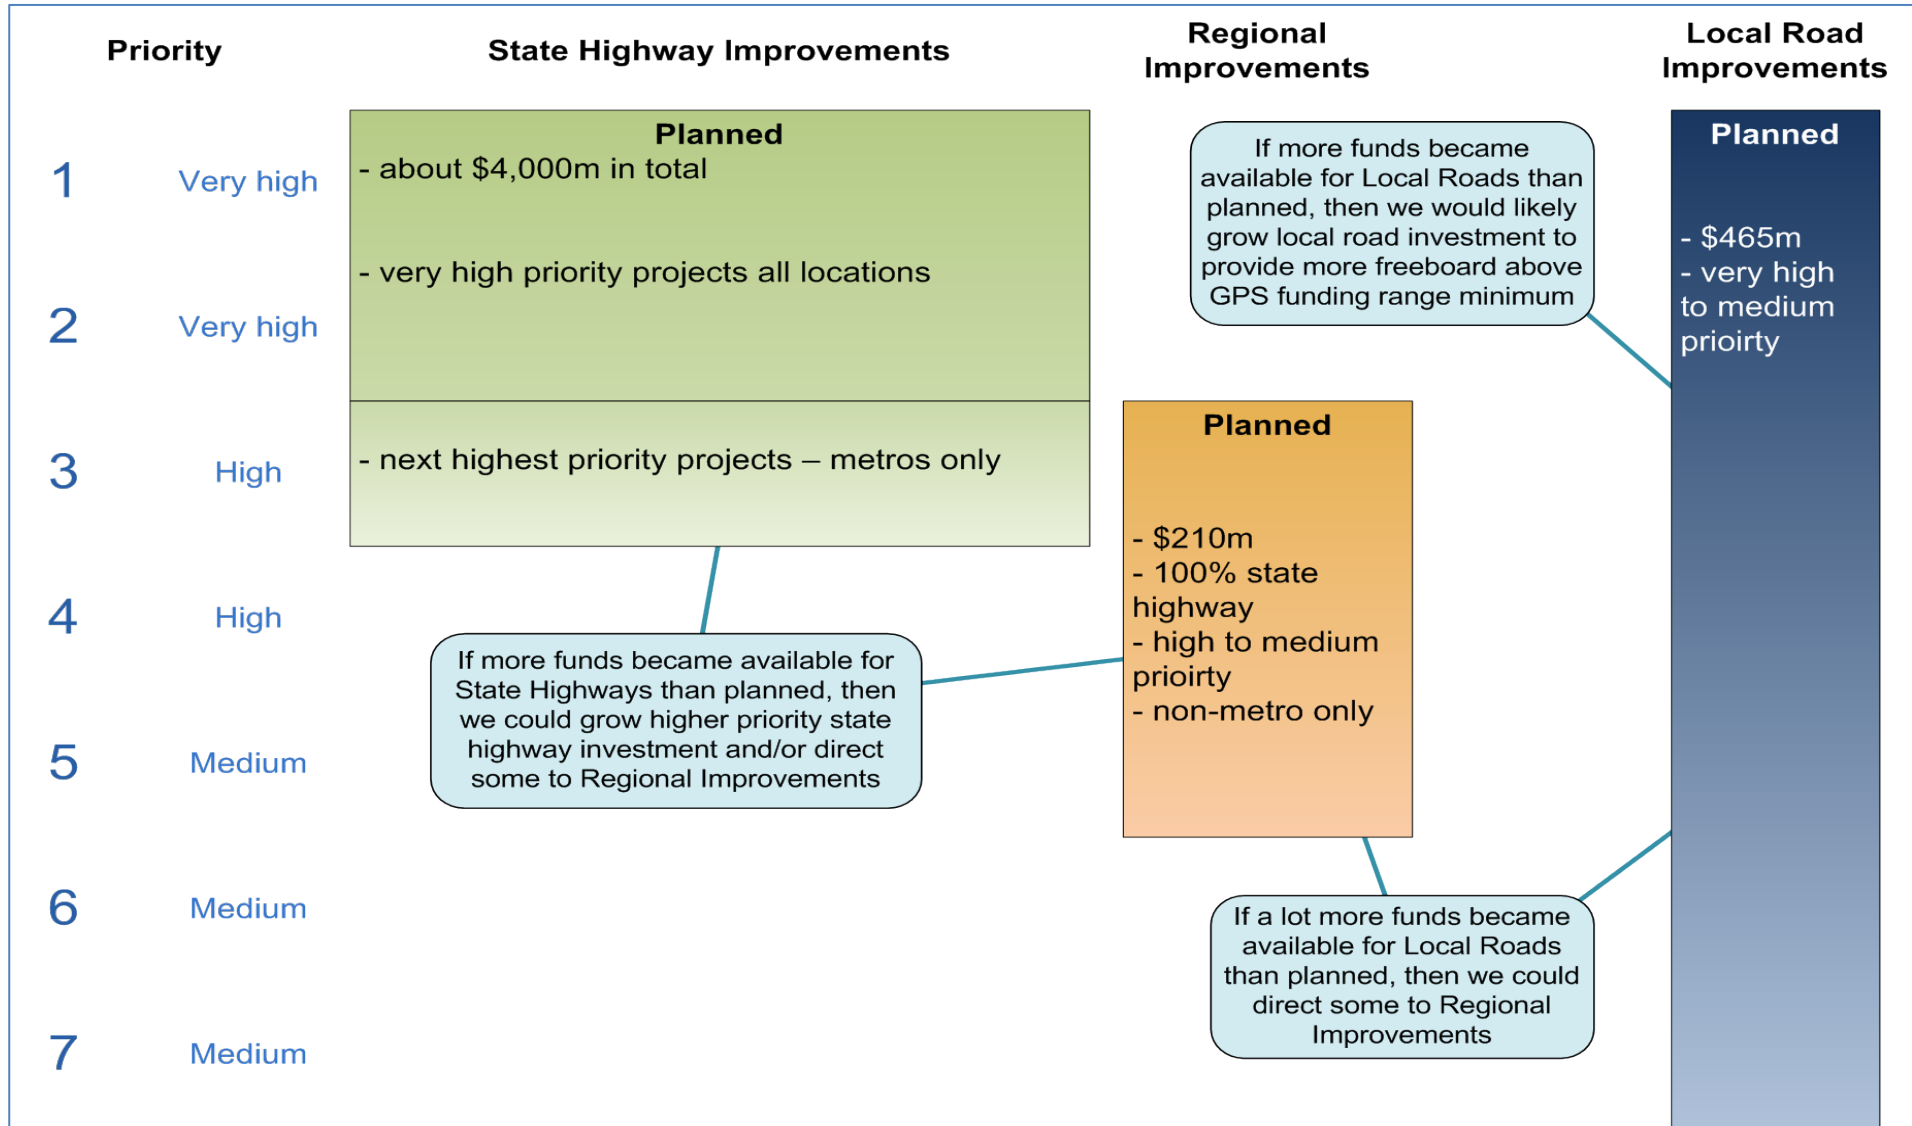 Priority
State Highway Improvements
Regional
Improvements
Local Road
Improvements
1 Very high
2 Very high
3 High
4 High
5 Medium
6 Medium
7 Medium
Planned
- about $4,000m in total
- very high priority projects all locations
- next highest priority projects – metros only
If more funds became available for
State Highways than planned, then
we could grow higher priority state
highway investment and/or direct
some to Regional Improvements
Planned
- $210m
- 100% state
highway
- high to medium
prioirty
- non-metro only
If more funds became
available for Local Roads than
planned, then we would likely
grow local road investment to
provide more freeboard above
GPS funding range minimum
If a lot more funds became
available for Local Roads
than planned, then we could
direct some to Regional
Improvements
Planned
- $465m
- very high
to medium
prioirty